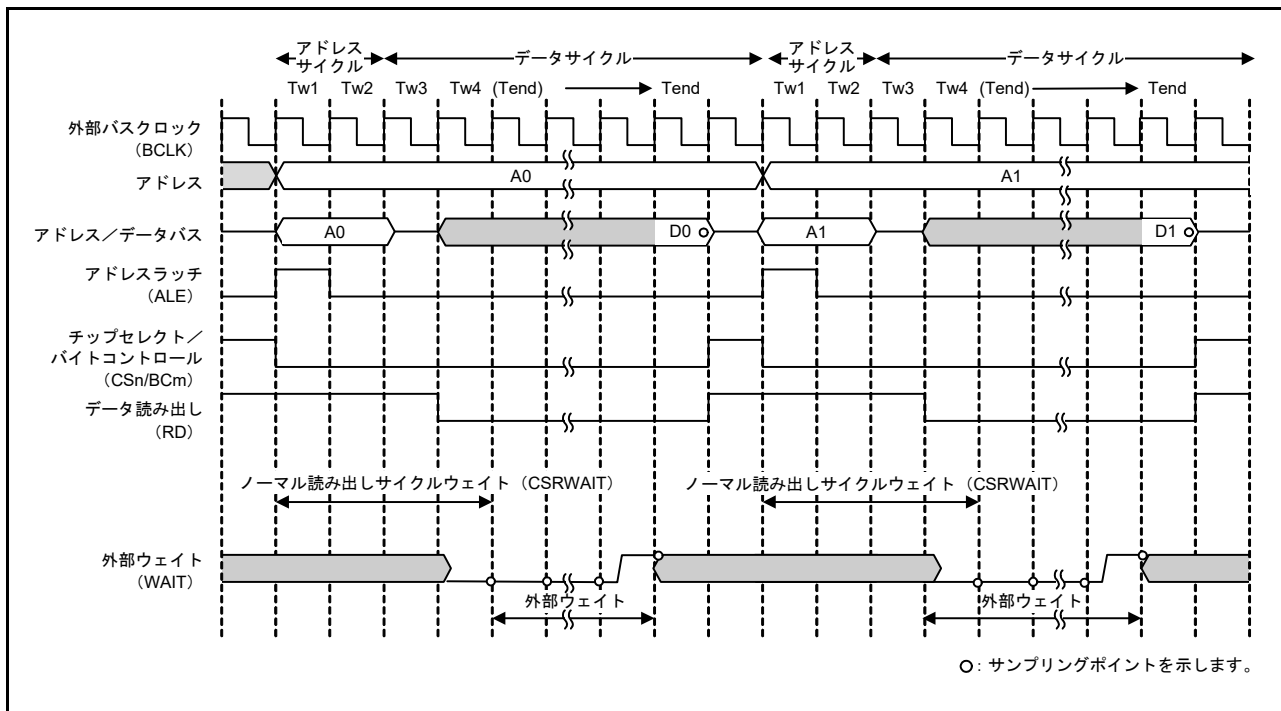 アドレス
サイクル
データサイクル
アドレス
サイクル
データサイクル
Tw1 Tw2 Tw3 Tw4 (Tend) Tend Tw1 Tw2 Tw3 Tw4 (Tend) Tend
外部バスクロック
(BCLK)
アドレス
A0 A1
アドレス/データバス
A0 D0 A1 D1
アドレスラッチ
(ALE)
チップセレクト/
バイトコントロール
(CSn/BCm)
データ読み出し
(RD)
ノーマル読み出しサイクルウェイト(CSRWAIT) ノーマル読み出しサイクルウェイト(CSRWAIT)
外部ウェイト
(WAIT)
外部ウェイト 外部ウェイト
: サンプリングポイントを示します。